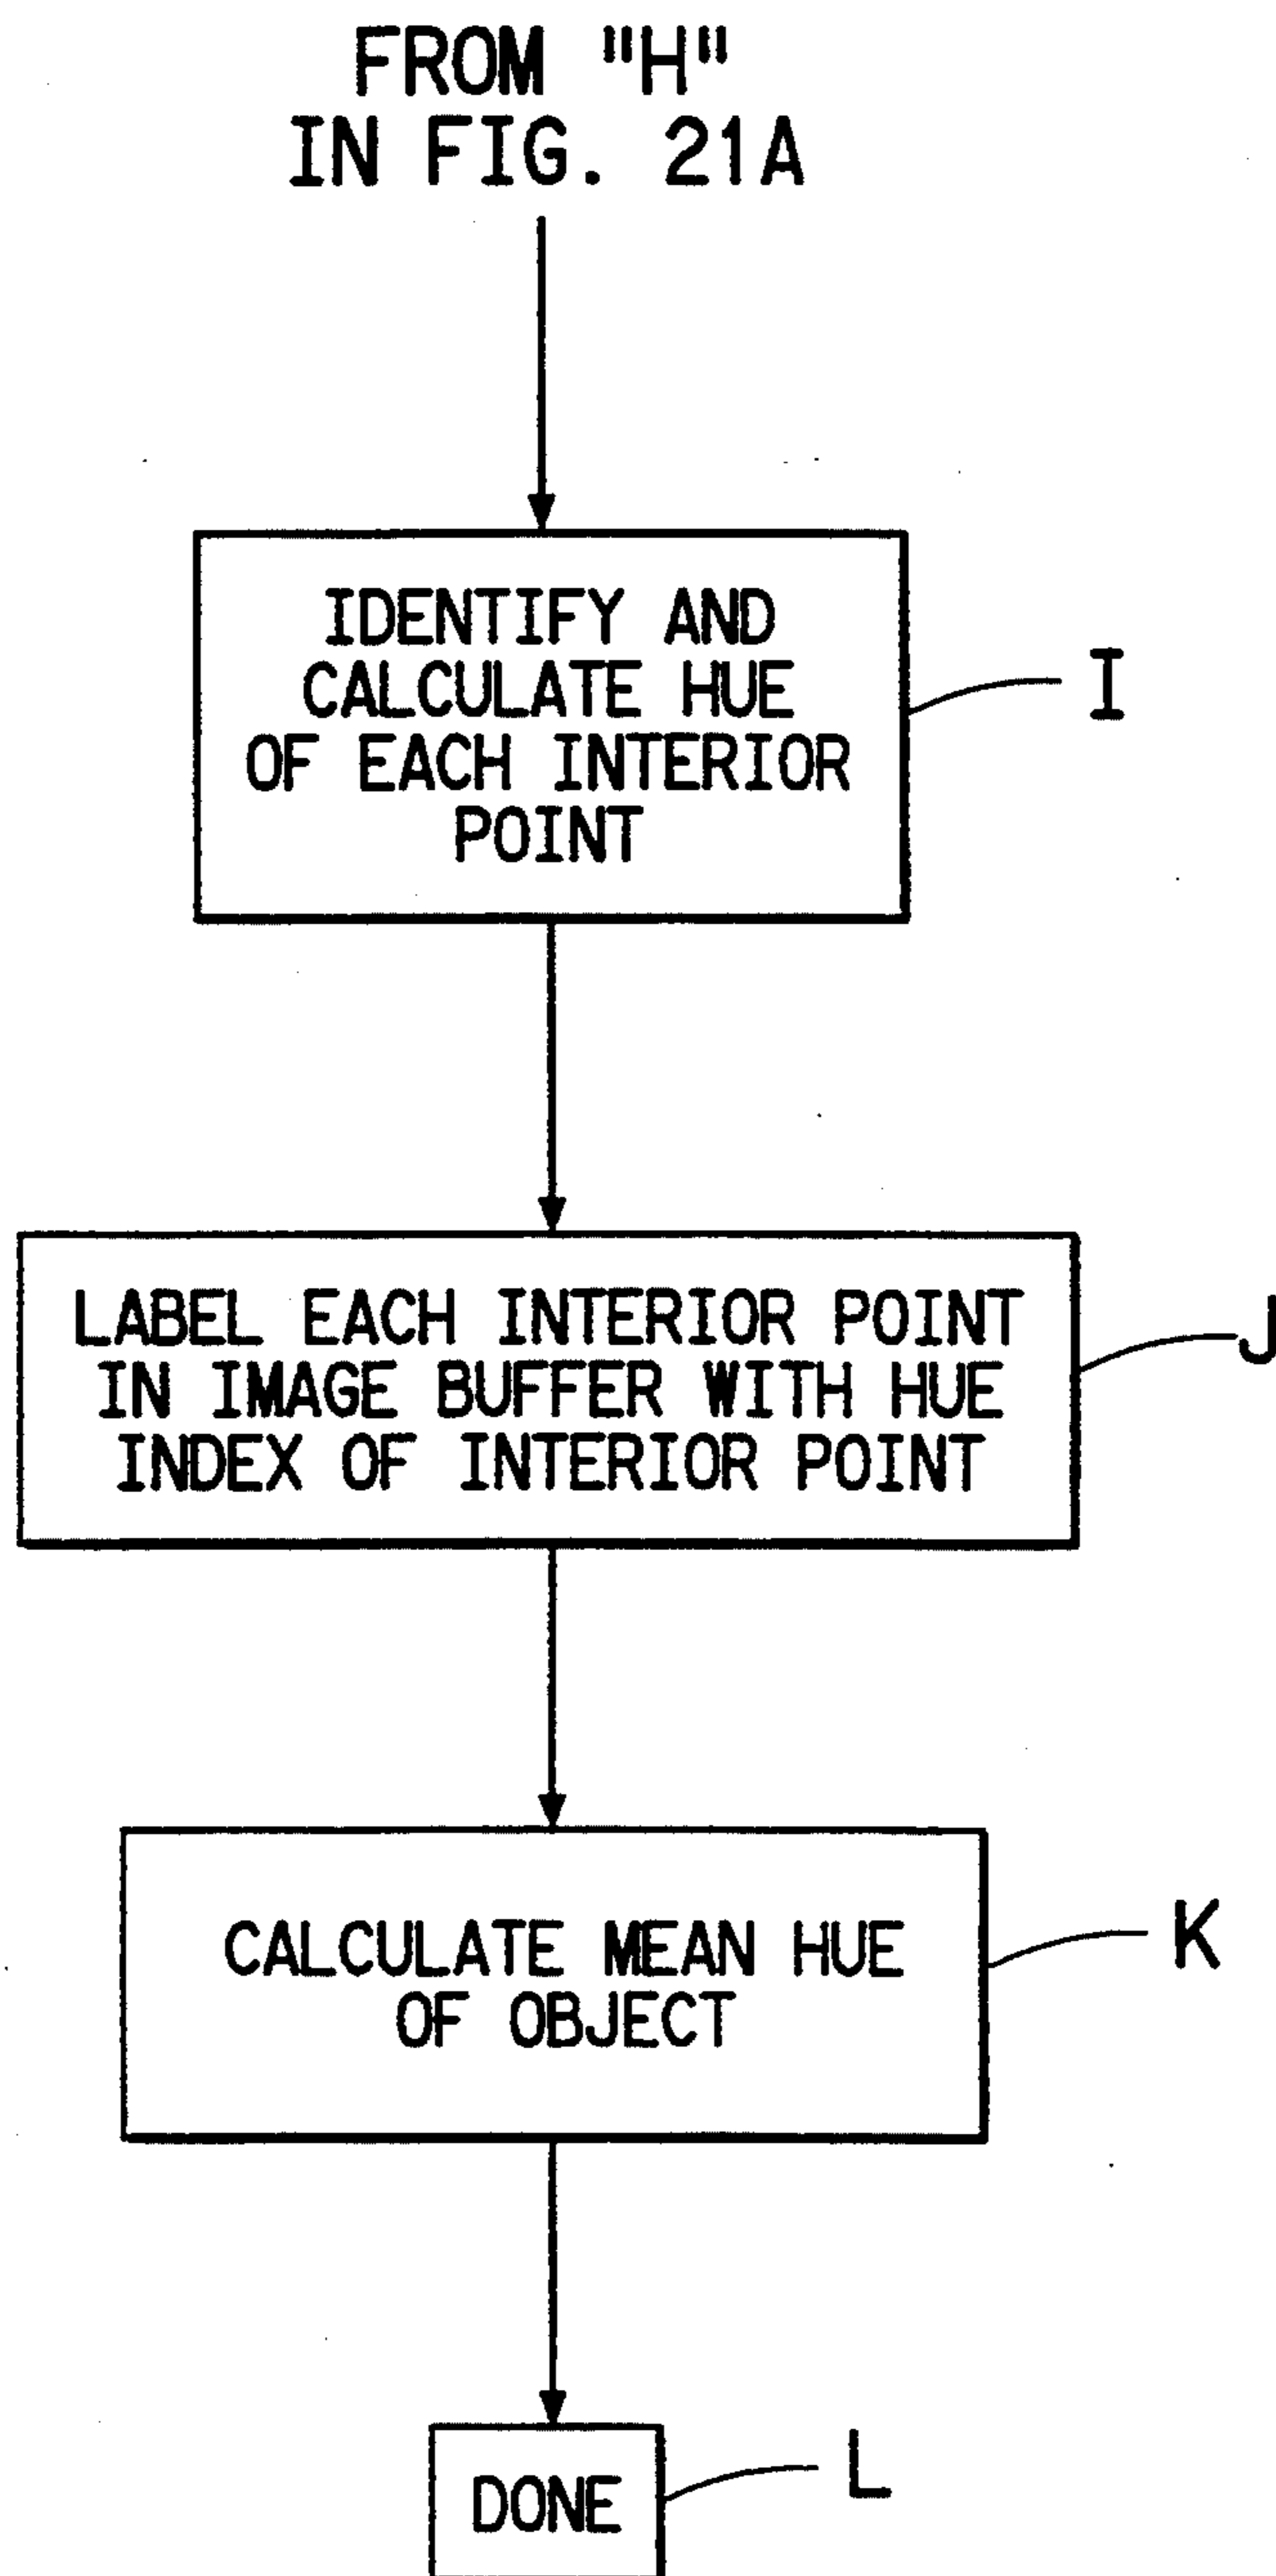 FROM "H"
IN FIG. 21A
IDENTIFY AND
CALCULATE HUE
OF EACH INTERIOR
POINT
I
LABEL EACH INTERIOR POINT
IN IMAGE BUFFER WITH HUE
INDEX OF INTERIOR POINT
J
CALCULATE MEAN HUE
OF OBJECT
K
DONE
L